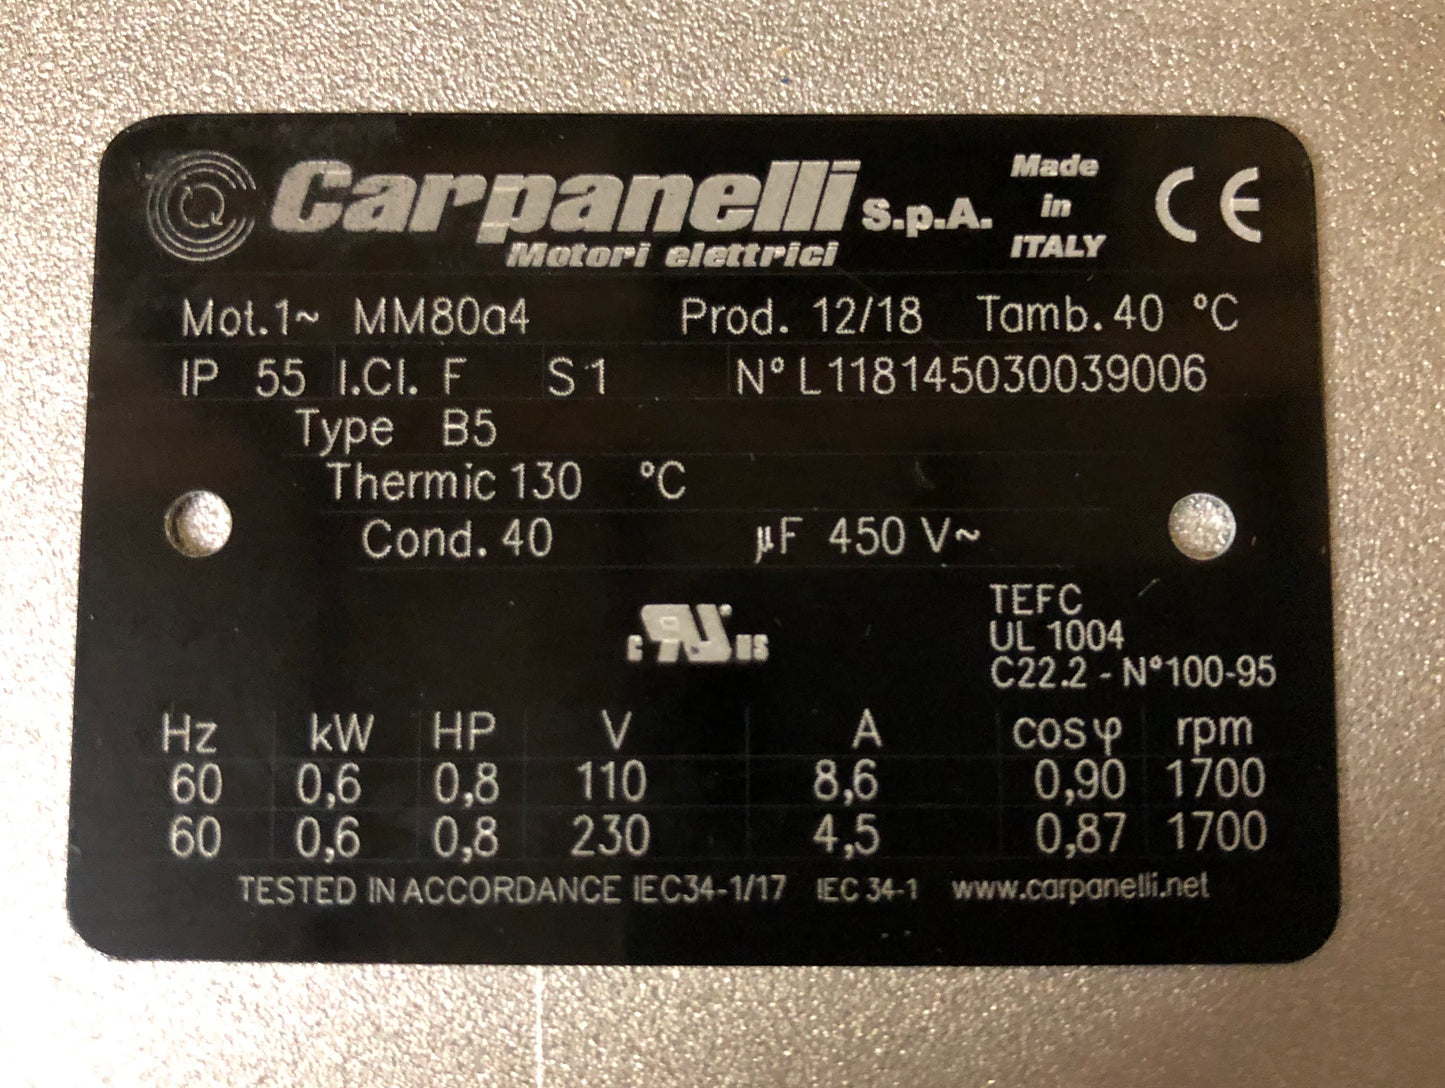 Carpanelli S.p.A. Made in ITALY CE
Motori elettrici
Mot.1~ MM80a4 Prod. 12/18 Tamb. 40 °C
IP 55 I.Cl. F S1 N° L118145030039006
Type B5
Thermic 130 °C
Cond. 40 µF 450 V~
TEFC
C RU US UL 1004
C22.2 - N°100-95
Hz kW HP V A cosφ rpm
60 0,6 0,8 110 8,6 0,90 1700
60 0,6 0,8 230 4,5 0,87 1700
TESTED IN ACCORDANCE IEC34-1/17 IEC 34-1 www.carpanelli.net